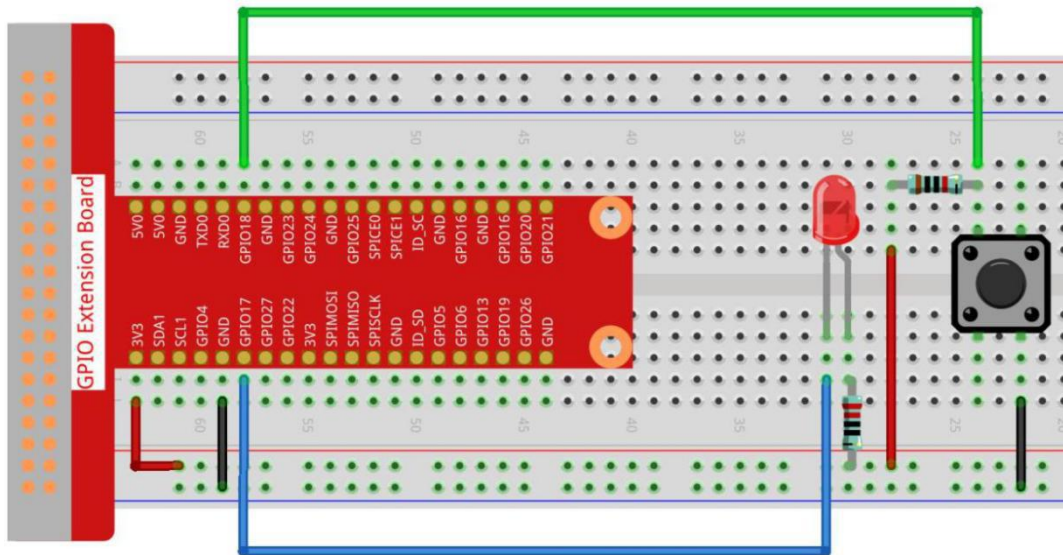 60
55
50
45
40
35
30
25
GPIO Extension Board
5V0
5V0
GND
TXD0
RXD0
GPIO18
GND
GPIO23
GPIO24
GND
GPIO25
SPICE0
SPICE1
ID_SC
GND
GPIO16
GND
GPIO16
GPIO20
GPIO21
3V3
SDA1
SCL1
GPIO4
GND
GPIO17
GPIO27
GPIO22
3V3
SPIMOSI
SPIMISO
SPISCLK
GND
ID_SD
GPIO5
GPIO6
GPIO13
GPIO19
GPIO26
GND
60
50
45
40
35
25